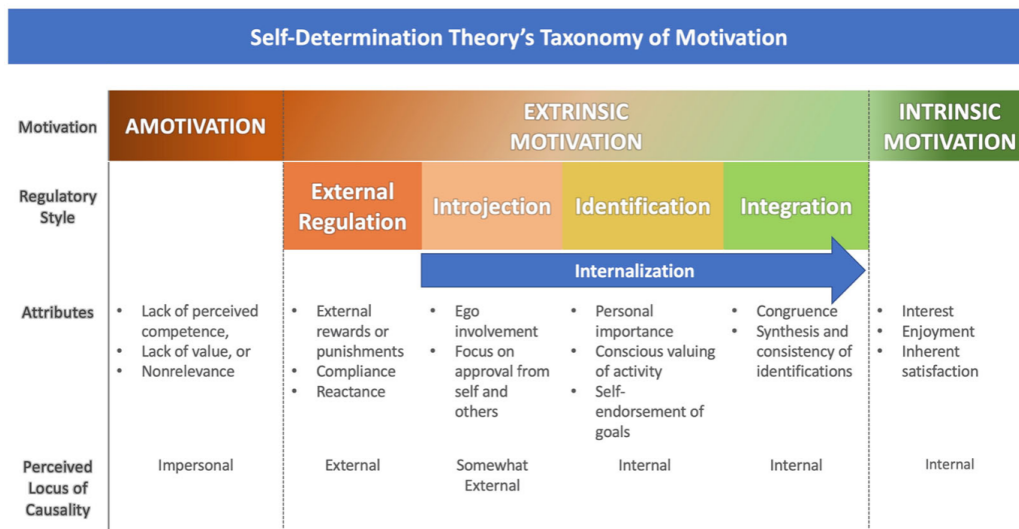 Self-Determination Theory’s Taxonomy of Motivation
Motivation
AMOTIVATION
EXTRINSIC
MOTIVATION
INTRINSIC
MOTIVATION
Regulatory
Style
External
Regulation
Introjection
Identification
Integration
Internalization
Attributes
• Lack of perceived
competence,
• Lack of value, or
• Nonrelevance
• External
rewards or
punishments
• Compliance
• Reactance
• Ego
involvement
• Focus on
approval from
self and
others
• Personal
importance
• Conscious valuing
of activity
• Self-
endorsement of
goals
• Congruence
• Synthesis and
consistency of
identifications
• Interest
• Enjoyment
• Inherent
satisfaction
Perceived
Locus of
Causality
Impersonal
External
Somewhat
External
Internal
Internal
Internal